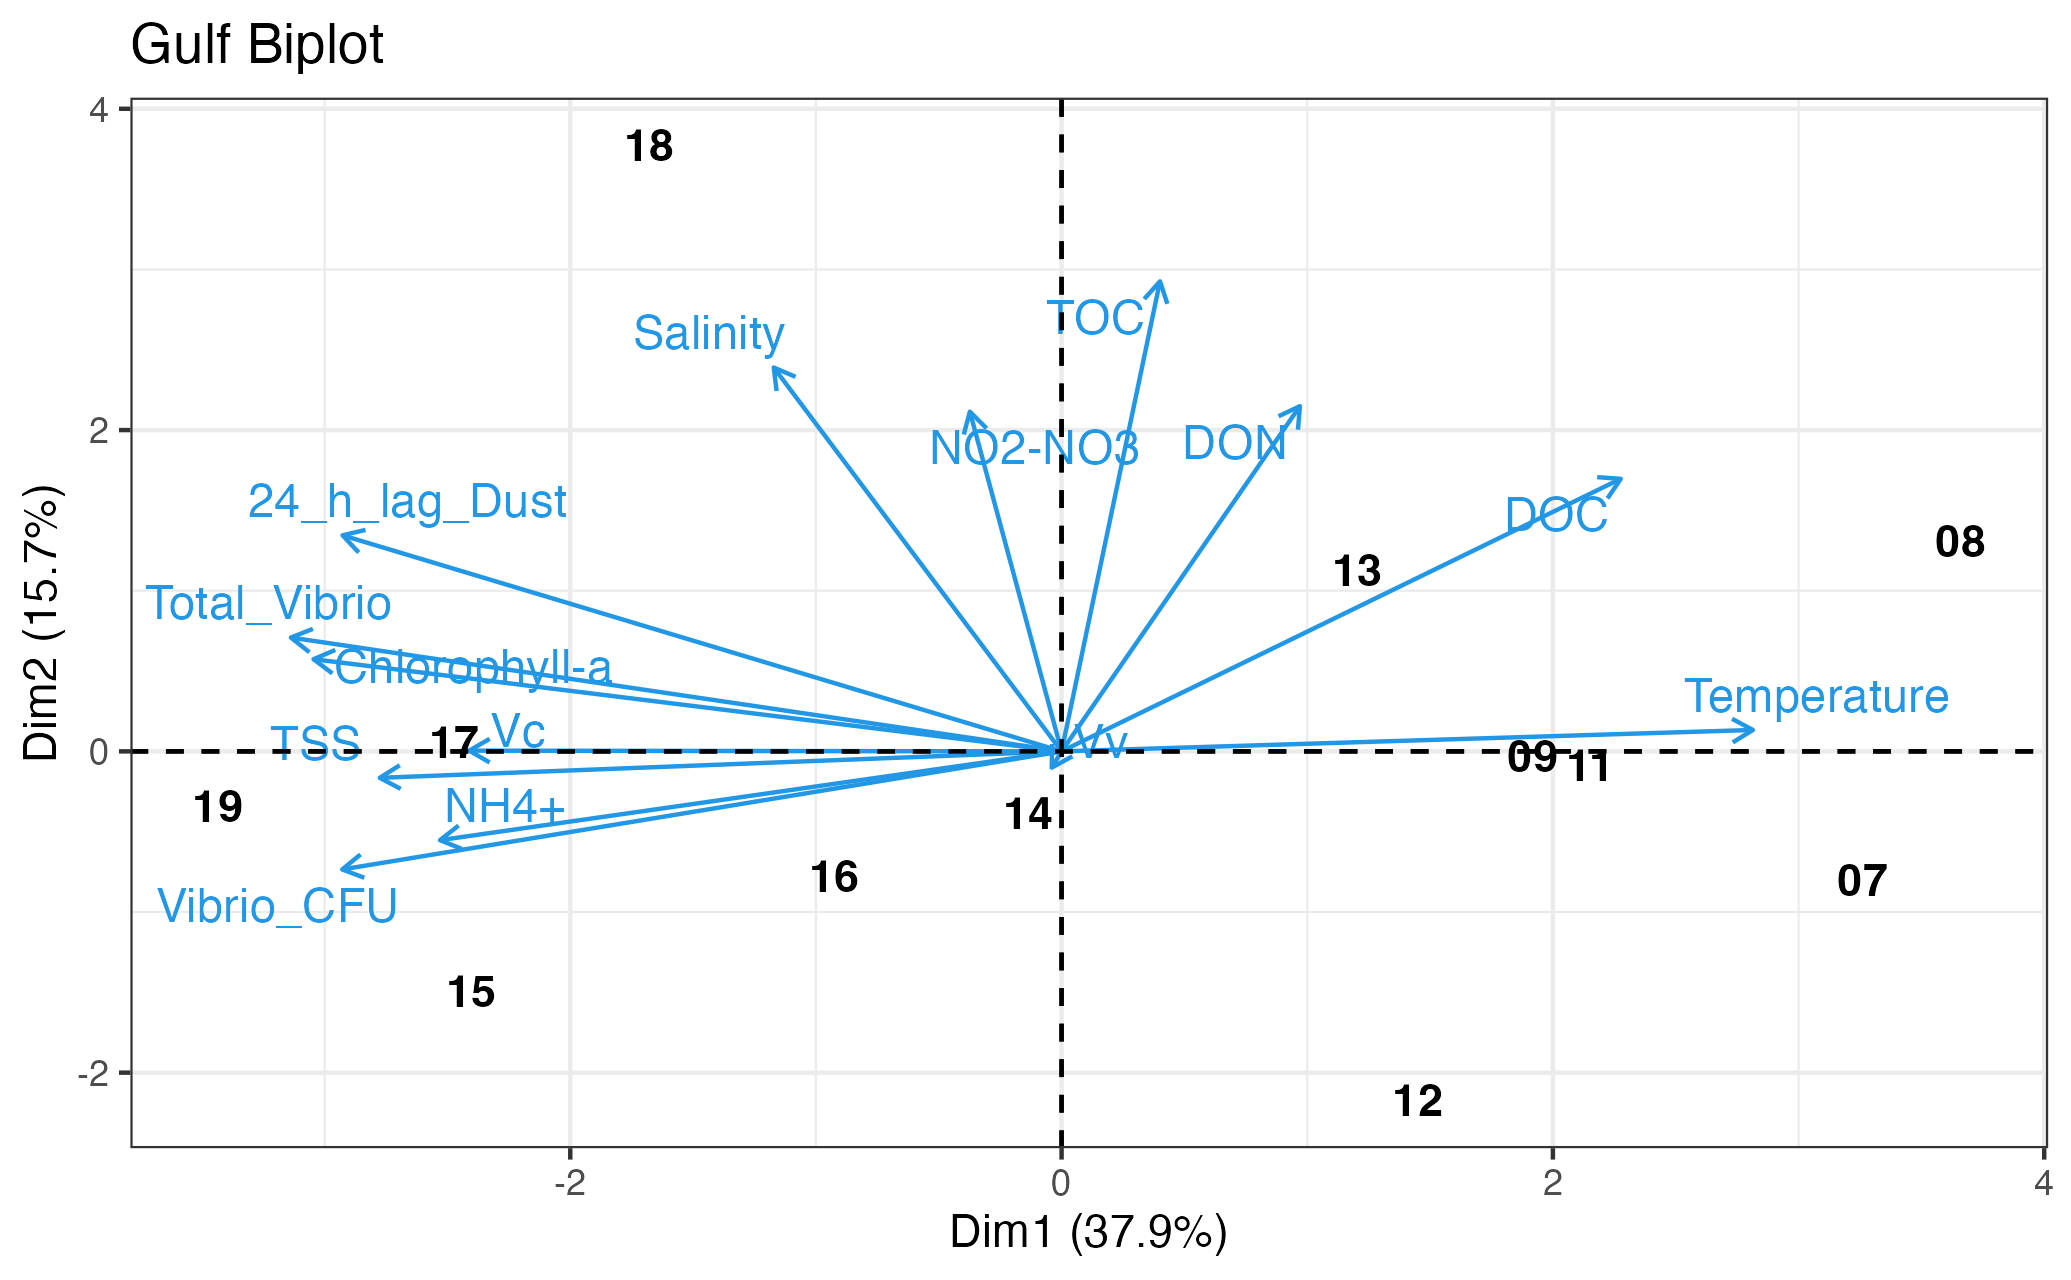 Gulf Biplot
4
18
TOC
Salinity
2
NO2-NO3
DON
24_h_lag_Dust
DOC
08
13
Total_Vibrio
Chlorophyll-a
Temperature
Vc
TSS
17
Vv
0
09
11
NH4+
19
14
16
07
Vibrio_CFU
15
-2
12
-2
0
2
4
Dim1 (37.9%)
Dim2 (15.7%)